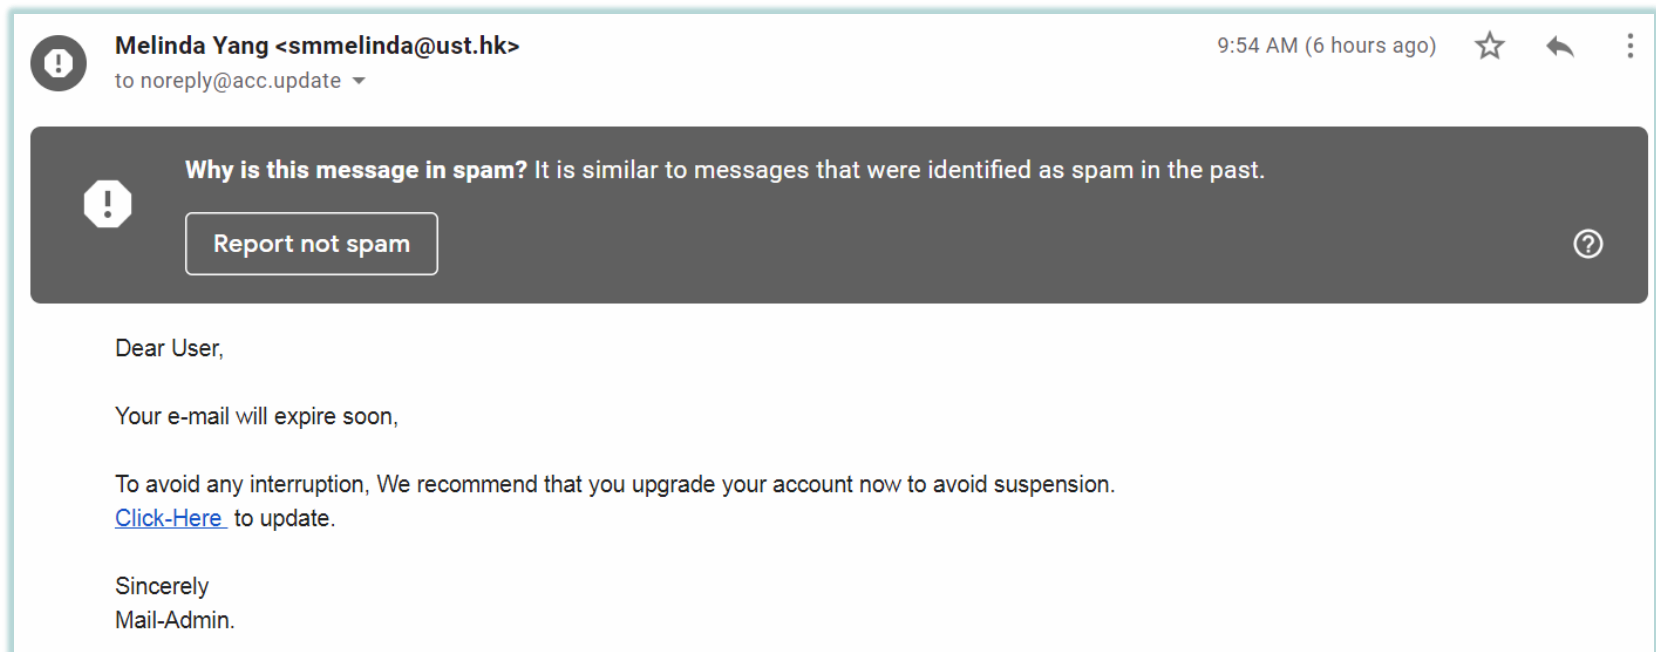 Melinda Yang <smmelinda@ust.hk>
9:54 AM (6 hours ago)
to noreply@acc.update
Why is this message in spam? It is similar to messages that were identified as spam in the past.
Report not spam
Dear User,
Your e-mail will expire soon,
To avoid any interruption, We recommend that you upgrade your account now to avoid suspension.
Click-Here to update.
Sincerely
Mail-Admin.